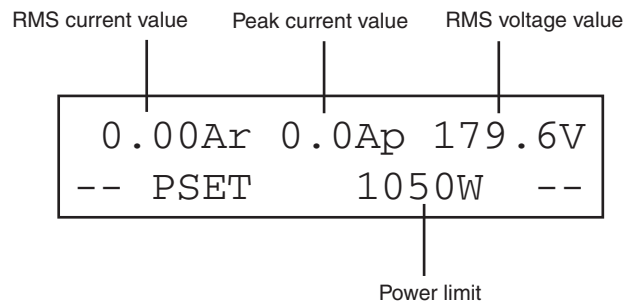 RMS current value Peak current value RMS voltage value
0.00Ar 0.0Ap 179.6V
-- PSET 1050W --
Power limit